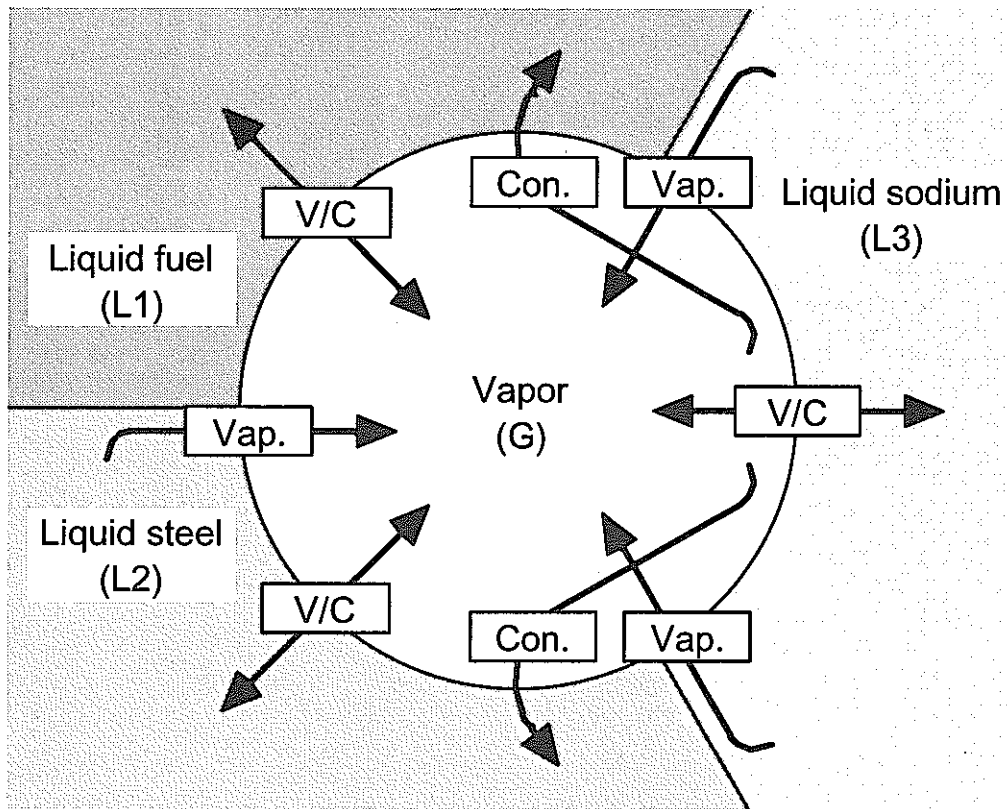 Con.
Vap.
V/C
Liquid sodium
(L3)
Liquid fuel
(L1)
Vapor
(G)
V/C
Vap.
Liquid steel
(L2)
V/C
Con.
Vap.